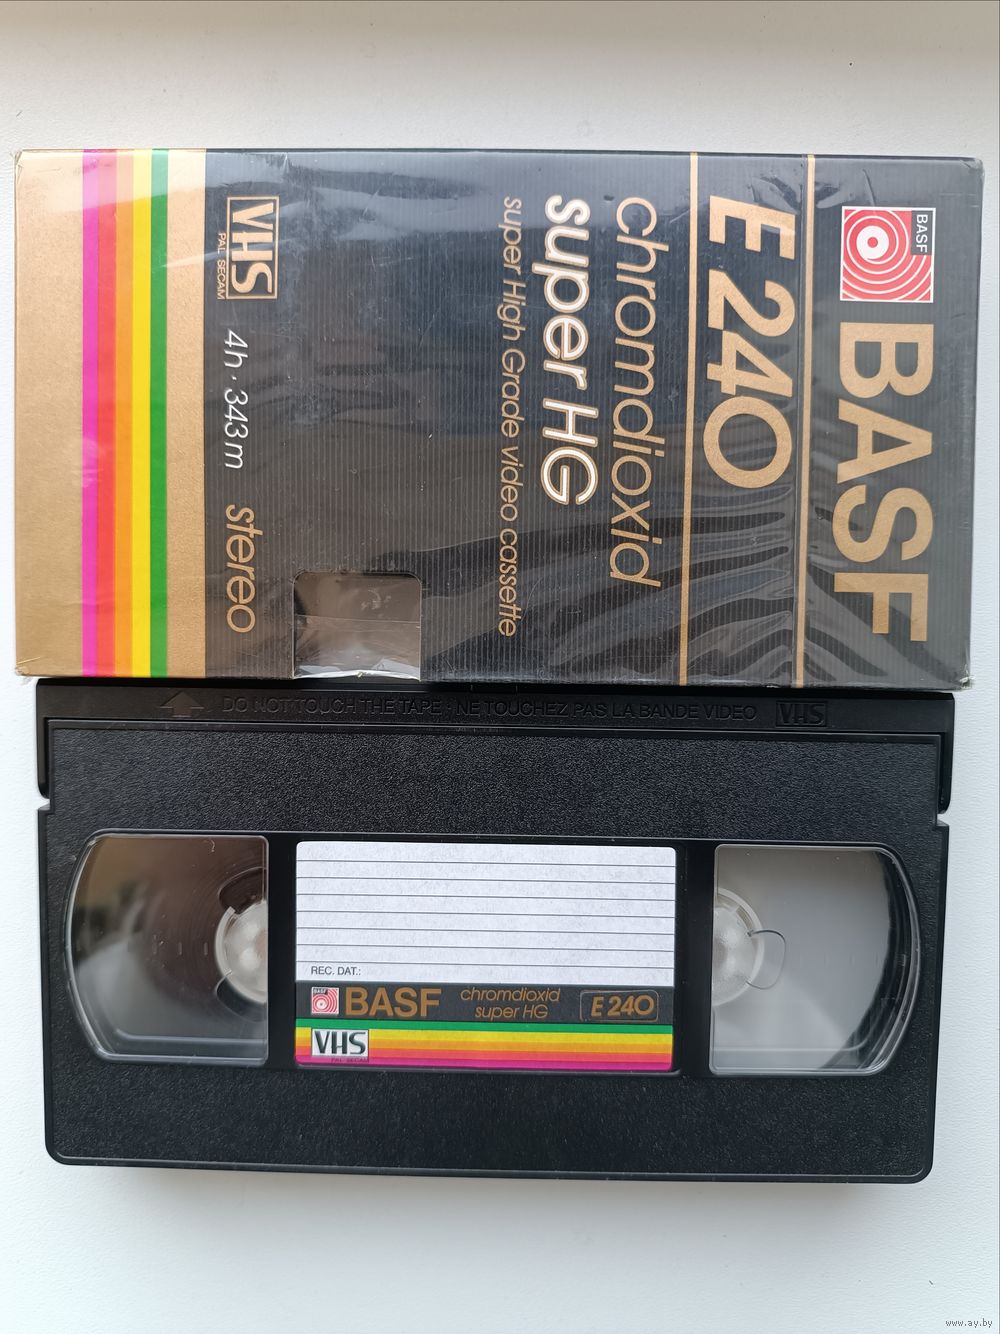 BASF
BASF
E 240
chromdioxid
super HG
super High Grade video cassette
VHS
PAL SECAM
4h · 343 m
stereo
DO NOT TOUCH THE TAPE · NE TOUCHEZ PAS LA BANDE VIDEO
VHS
REC. DAT.:
BASF
BASF
chromdioxid
super HG
E 240
VHS
PAL SECAM
www.ay.by